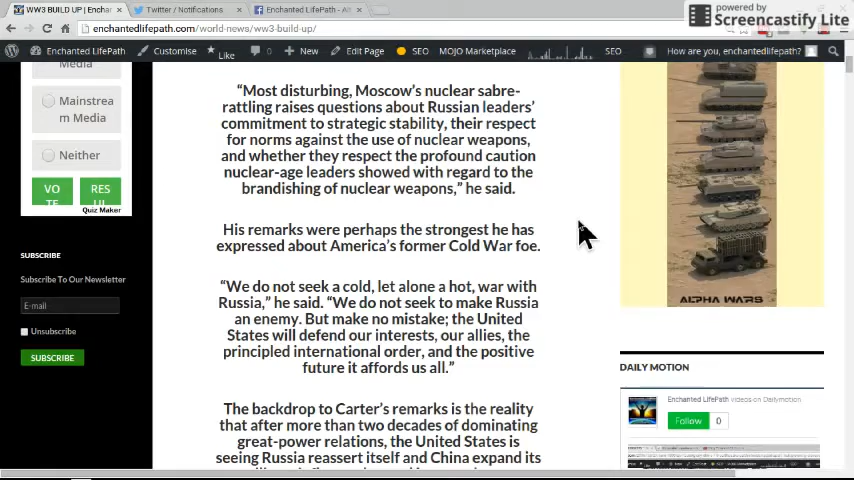 WW3 BUILD UP | Enchan
Twitter / Notifications
Facebook
powered by
Screencastify Lite
enchantedlifepath.com/world-news/ww3-build-up/
Enchanted LifePath
Customise
Like
0
New
Edit Page
SEO
MOJO Marketplace
SEO
How are you, enchantedlifepath?
Media
Mainstrea
m Media
Neither
VO
TE
RES
UL
Quiz Maker
SUBSCRIBE
Subscribe To Our Newsletter
E-mail
Unsubscribe
SUBSCRIBE
“Most disturbing, Moscow’s nuclear sabre-
rattling raises questions about Russian leaders’
commitment to strategic stability, their respect
for norms against the use of nuclear weapons,
and whether they respect the profound caution
nuclear-age leaders showed with regard to the
brandishing of nuclear weapons,” he said.
His remarks were perhaps the strongest he has
expressed about America’s former Cold War foe.
“We do not seek a cold, let alone a hot, war with
Russia,” he said. “We do not seek to make Russia
an enemy. But make no mistake; the United
States will defend our interests, our allies, the
principled international order, and the positive
future it affords us all.”
The backdrop to Carter’s remarks is the reality
that after more than two decades of dominating
great-power relations, the United States is
seeing Russia reassert itself and China expand its
ALPHA WARS
DAILY MOTION
Enchanted LifePath videos on Dailymotion
Follow
0